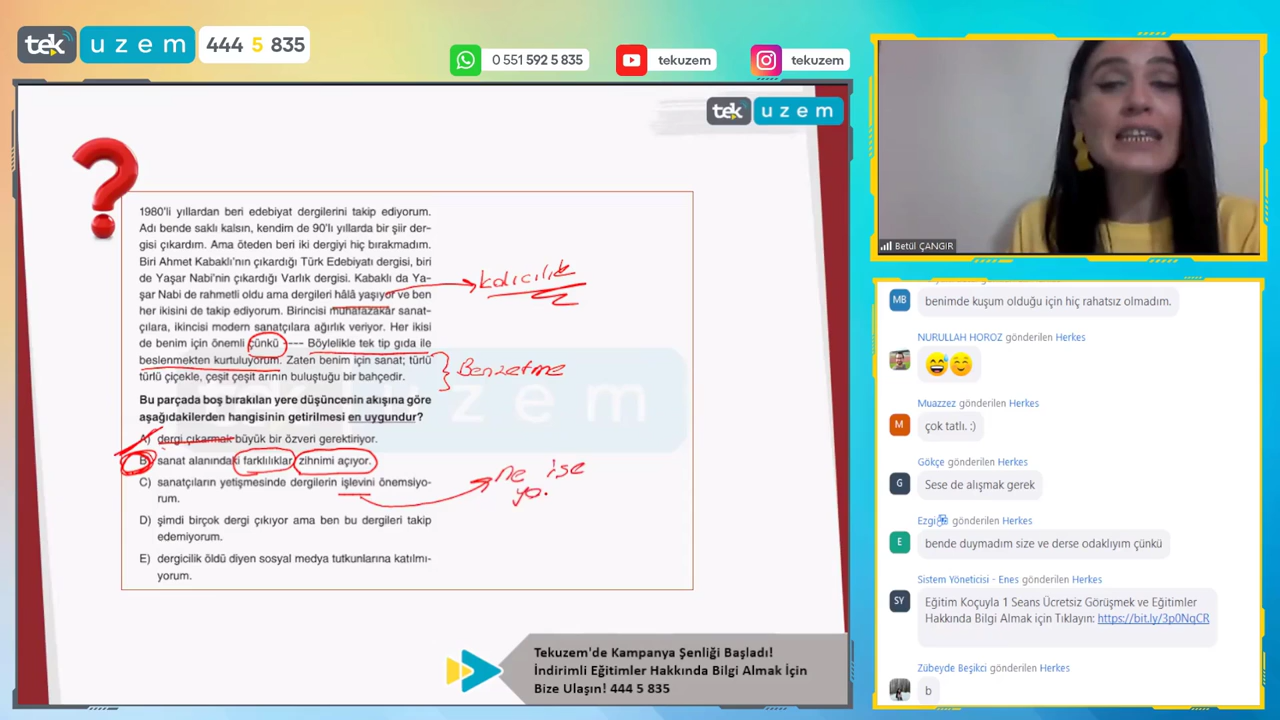 tek uzem 444 5 835
0 551 592 5 835
tekuzem
tekuzem
tek uzem
1980'li yıllardan beri edebiyat dergilerini takip ediyorum.
Adı bende saklı kalsın, kendim de 90'lı yıllarda bir şiir der-
gisi çıkardım. Ama öteden beri iki dergiyi hiç bırakmadım.
Biri Ahmet Kabaklı'nın çıkardığı Türk Edebiyatı dergisi, biri
de Yaşar Nabi'nin çıkardığı Varlık dergisi. Kabaklı da Ya-
şar Nabi de rahmetli oldu ama dergileri hâlâ yaşıyor ve ben
her ikisini de takip ediyorum. Birincisi muhafazakâr sanat-
çılara, ikincisi modern sanatçılara ağırlık veriyor. Her ikisi
de benim için önemli çünkü --- Böylelikle tek tip gıda ile
beslenmekten kurtuluyorum. Zaten benim için sanat; türlü
türlü çiçekle, çeşit çeşit arının buluştuğu bir bahçedir.
kalıcılık
Benzetme
Bu parçada boş bırakılan yere düşüncenin akışına göre
aşağıdakilerden hangisinin getirilmesi en uygundur?
A) dergi çıkarmak büyük bir özveri gerektiriyor.
B) sanat alanındaki farklılıklar zihnimi açıyor.
C) sanatçıların yetişmesinde dergilerin işlevini önemsiyo-
rum.
ne ise
yo.
D) şimdi birçok dergi çıkıyor ama ben bu dergileri takip
edemiyorum.
E) dergicilik öldü diyen sosyal medya tutkunlarına katılmı-
yorum.
uzem
Tekuzem'de Kampanya Şenliği Başladı!
İndirimli Eğitimler Hakkında Bilgi Almak İçin
Bize Ulaşın! 444 5 835
Betül ÇANGIR
MB
benimde kuşum olduğu için hiç rahatsız olmadım.
NURULLAH HOROZ gönderilen Herkes
Muazzez gönderilen Herkes
M
çok tatlı. :)
Gökçe gönderilen Herkes
G
Sese de alışmak gerek
Ezgi gönderilen Herkes
E
bende duymadım size ve derse odaklıyım çünkü
Sistem Yöneticisi - Enes gönderilen Herkes
SY
Eğitim Koçuyla 1 Seans Ücretsiz Görüşmek ve Eğitimler
Hakkında Bilgi Almak için Tıklayın: https://bit.ly/3p0NqCR
Zübeyde Beşikci gönderilen Herkes
b